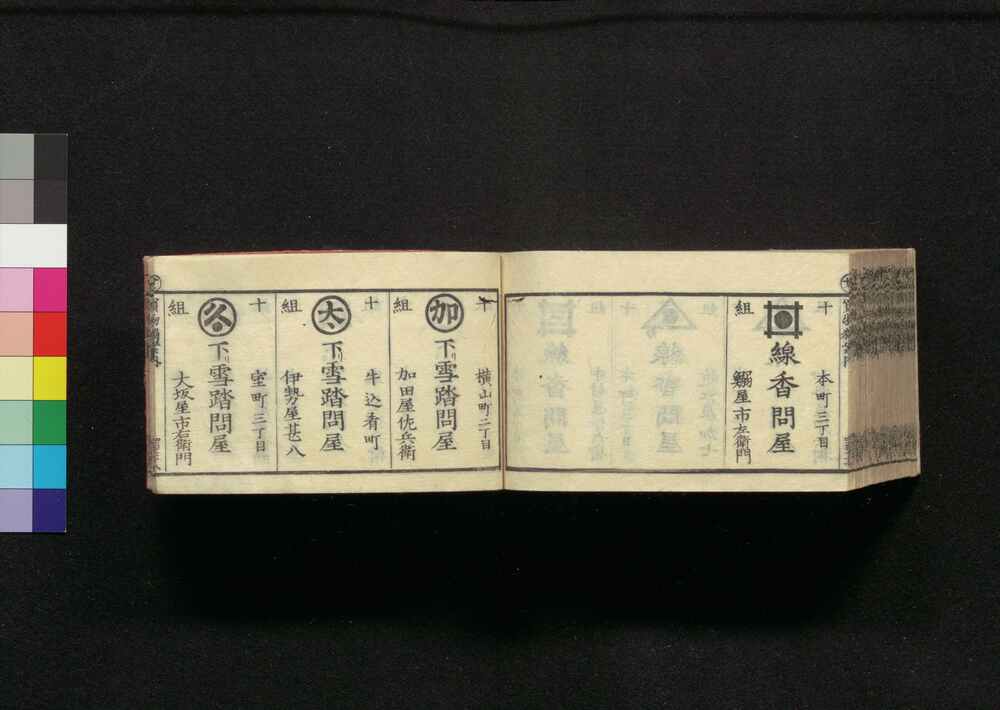 十組
本町三丁目
線香問屋
鰯屋市左衛門
十組
横山町二丁目
加
下り雪踏問屋
加田屋佐兵衛
十組
牛込肴町
太
下り雪踏問屋
伊勢屋甚八
十組
室町三丁目
久
下り雪踏問屋
大坂屋市右衛門